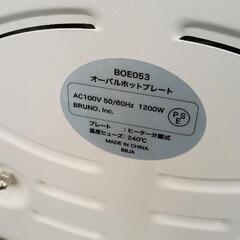 BOE053
オーバルホットプレート
AC100V 50/60Hz 1200W
BRUNO, Inc.
PSE
プレート : ヒーター分離式
温度ヒューズ : 240℃
MADE IN CHINA
BBJA